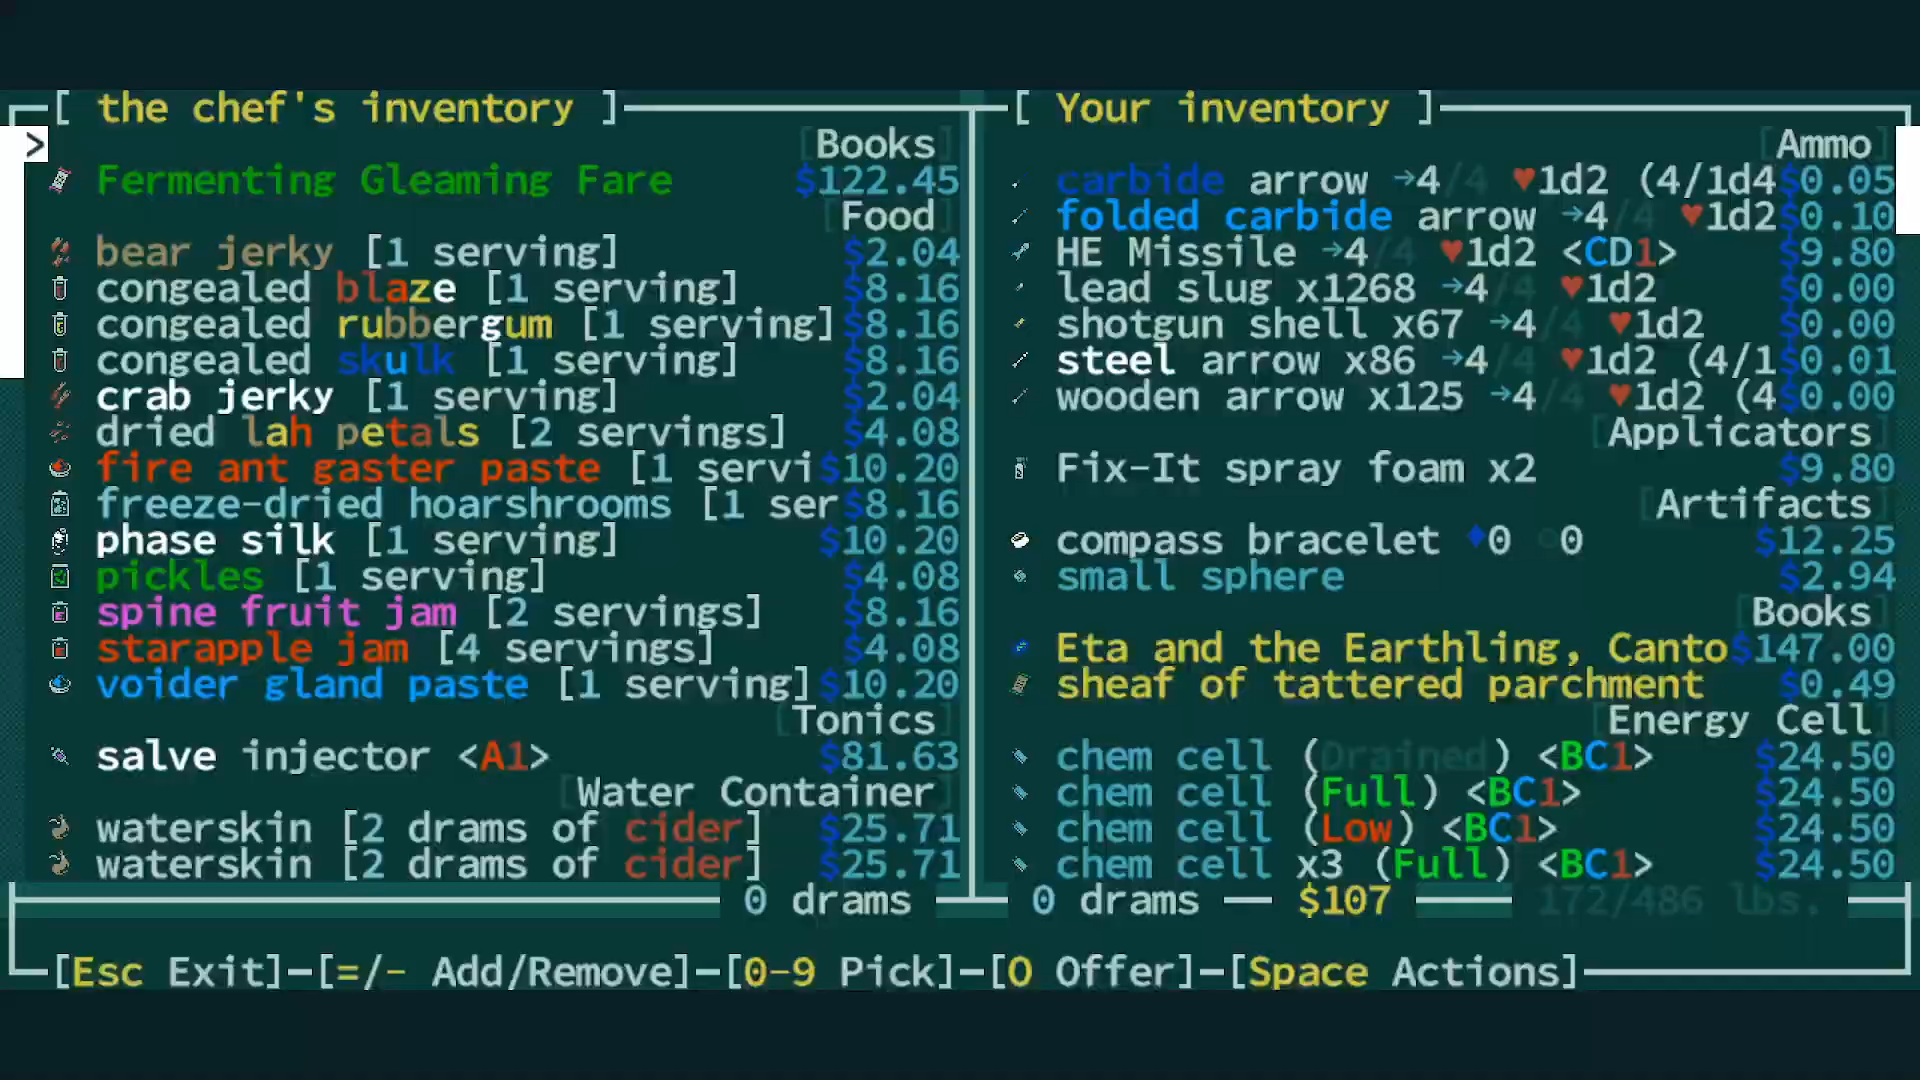 [ the chef's inventory ]
>
[Books]
Fermenting Gleaming Fare $122.45
[Food]
bear jerky [1 serving] $2.04
congealed blaze [1 serving] $8.16
congealed rubbergum [1 serving] $8.16
congealed skulk [1 serving] $8.16
crab jerky [1 serving] $2.04
dried lah petals [2 servings] $4.08
fire ant gaster paste [1 servi $10.20
freeze-dried hoarshrooms [1 ser $8.16
phase silk [1 serving] $10.20
pickles [1 serving] $4.08
spine fruit jam [2 servings] $8.16
starapple jam [4 servings] $4.08
voider gland paste [1 serving] $10.20
[Tonics]
salve injector <A1> $81.63
[Water Container]
waterskin [2 drams of cider] $25.71
waterskin [2 drams of cider] $25.71
0 drams
[ Your inventory ]
[Ammo]
carbide arrow →4/4 ♥1d2 (4/1d4 $0.05
folded carbide arrow →4/4 ♥1d2 $0.10
HE Missile →4/4 ♥1d2 <CD1> $9.80
lead slug x1268 →4/4 ♥1d2 $0.00
shotgun shell x67 →4/4 ♥1d2 $0.00
steel arrow x86 →4/4 ♥1d2 (4/1 $0.01
wooden arrow x125 →4/4 ♥1d2 (4 $0.00
[Applicators]
Fix-It spray foam x2 $9.80
[Artifacts]
compass bracelet ♦0 ○0 $12.25
small sphere $2.94
[Books]
Eta and the Earthling, Canto $147.00
sheaf of tattered parchment $0.49
[Energy Cell]
chem cell (Drained) <BC1> $24.50
chem cell (Full) <BC1> $24.50
chem cell (Low) <BC1> $24.50
chem cell x3 (Full) <BC1> $24.50
0 drams — $107 172/486 lbs.
[Esc Exit]-[=/- Add/Remove]-[0-9 Pick]-[O Offer]-[Space Actions]